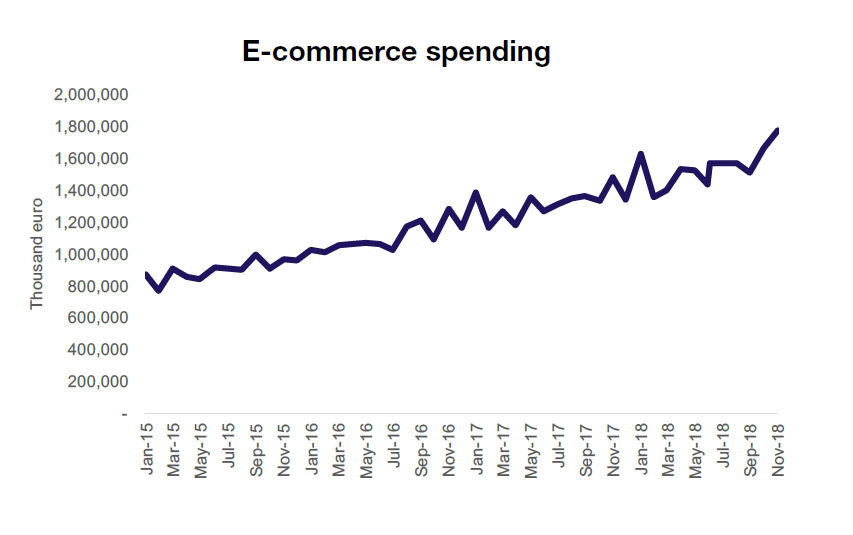 E-commerce spending
2,000,000
1,800,000
1,600,000
1,400,000
1,200,000
1,000,000
800,000
600,000
400,000
200,000
-
Thousand euro
Jan-15
Mar-15
May-15
Jul-15
Sep-15
Nov-15
Jan-16
Mar-16
May-16
Jul-16
Sep-16
Nov-16
Jan-17
Mar-17
May-17
Jul-17
Sep-17
Nov-17
Jan-18
Mar-18
May-18
Jul-18
Sep-18
Nov-18